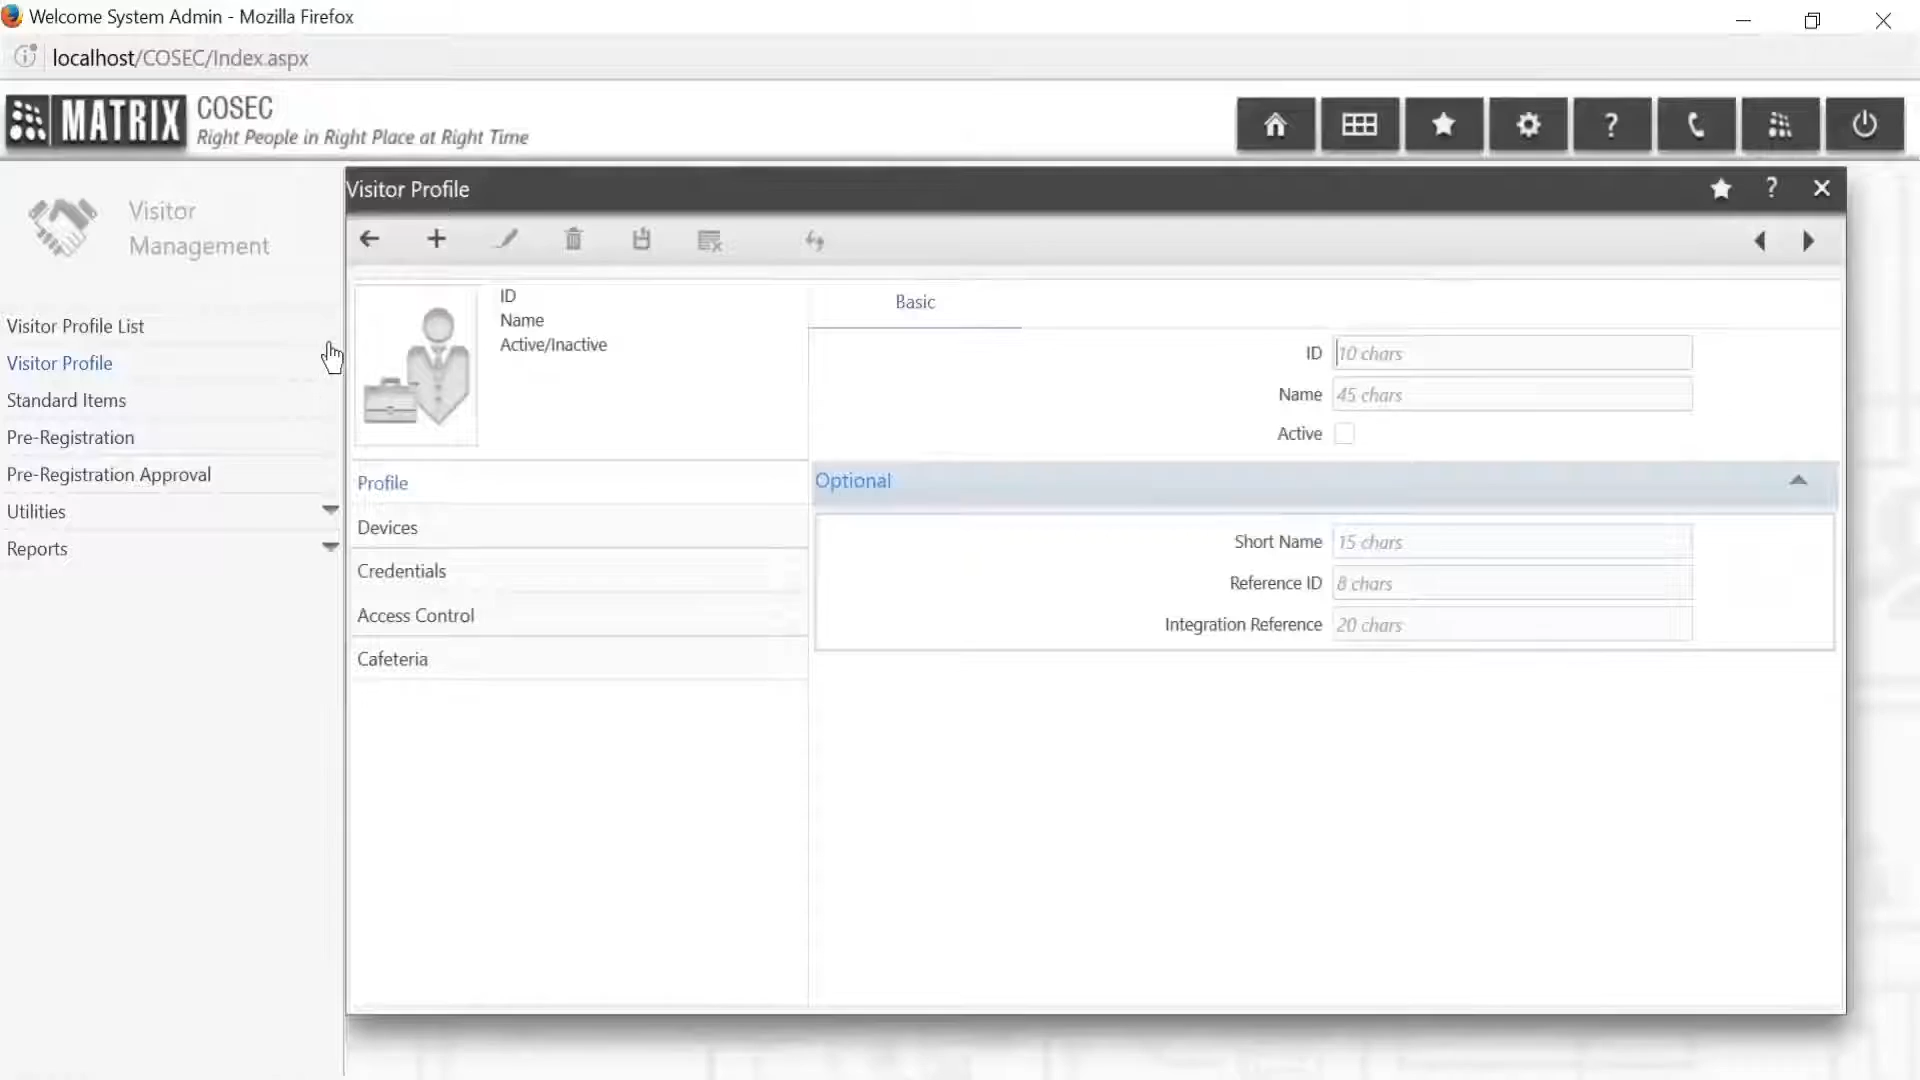 Welcome System Admin - Mozilla Firefox
localhost/COSEC/Index.aspx
MATRIX
COSEC
Right People in Right Place at Right Time
?
Visitor Management
Visitor Profile List
Visitor Profile
Standard Items
Pre-Registration
Pre-Registration Approval
Utilities
Reports
Visitor Profile
?
ID
Name
Active/Inactive
Profile
Devices
Credentials
Access Control
Cafeteria
Basic
ID 10 chars
Name 45 chars
Active
Optional
Short Name 15 chars
Reference ID 8 chars
Integration Reference 20 chars